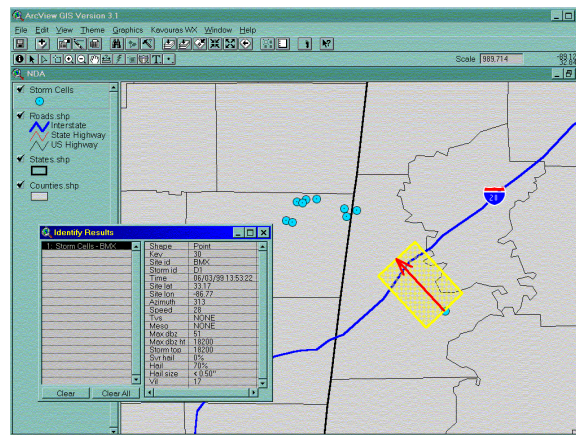 ArcView GIS Version 3.1
File Edit View Theme Graphics Kavouras WX Window Help
Scale 989,714
NDA
Storm Cells
Roads.shp
Interstate
State Highway
US Highway
States.shp
Counties.shp
20
Identify Results
1: Storm Cells - BMX
Shape Point
Key 30
Site id BMX
Storm id D1
Time 06/03/99 13:53:22
Site lat 33.17
Site lon -86.77
Azimuth 313
Speed 28
Tvs NONE
Meso NONE
Max dbz 51
Max dbz ht 18200
Storm top 18200
Svr hail 0%
Hail 70%
Hail size < 0.50"
Vil 17
Clear Clear All